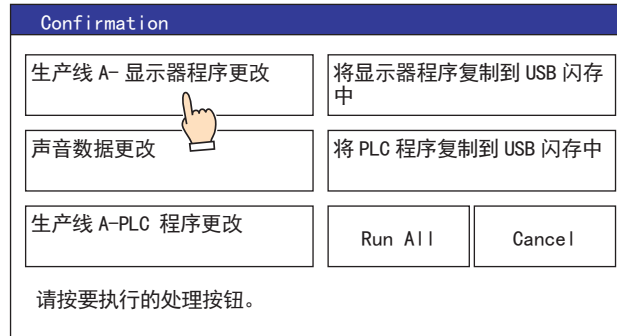 Confirmation
生产线 A- 显示器程序更改
将显示器程序复制到 USB 闪存
中
声音数据更改
将 PLC 程序复制到 USB 闪存中
生产线 A-PLC 程序更改
Run All
Cancel
请按要执行的处理按钮。